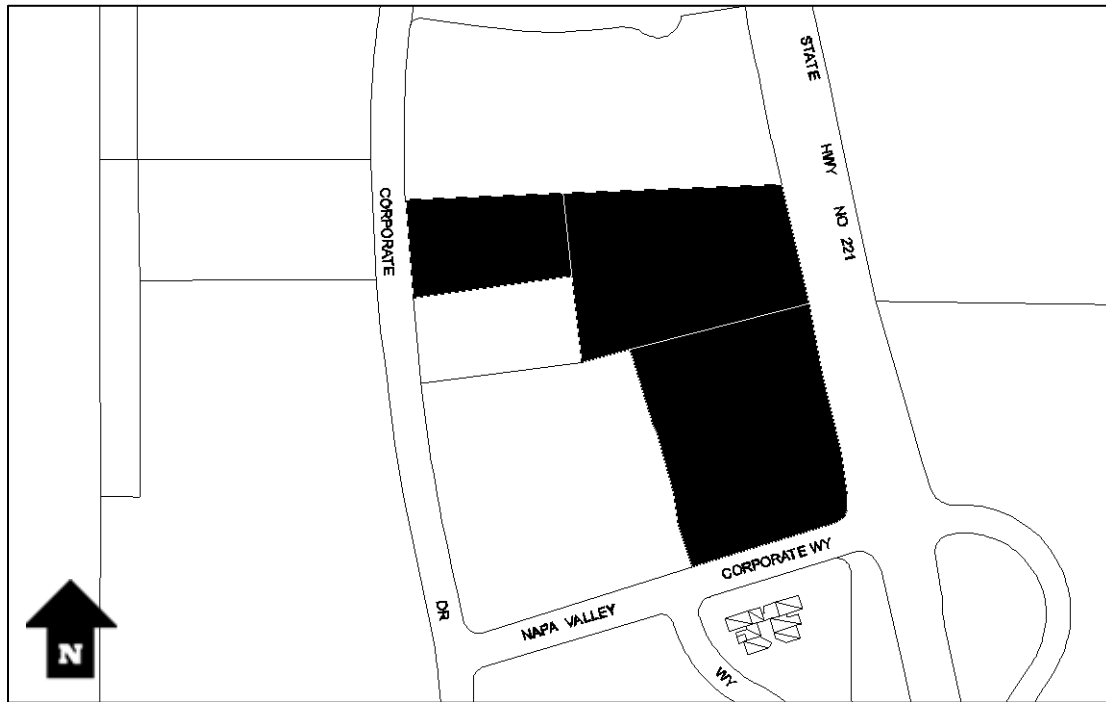 STATE HWY NO 221
CORPORATE DR
CORPORATE WY
NAPA VALLEY
WY
N